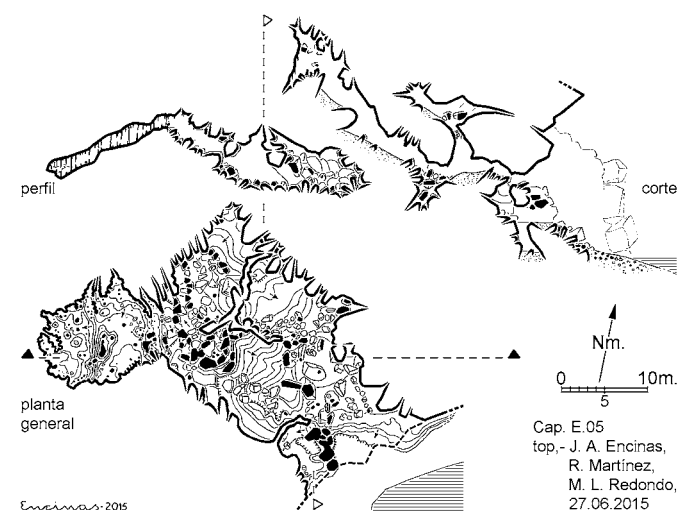 perfil
corte
Nm.
0 10m.
5
planta
general
Cap. E.05
top,- J. A. Encinas,
R. Martínez,
M. L. Redondo,
27.06.2015
Encinas-2015